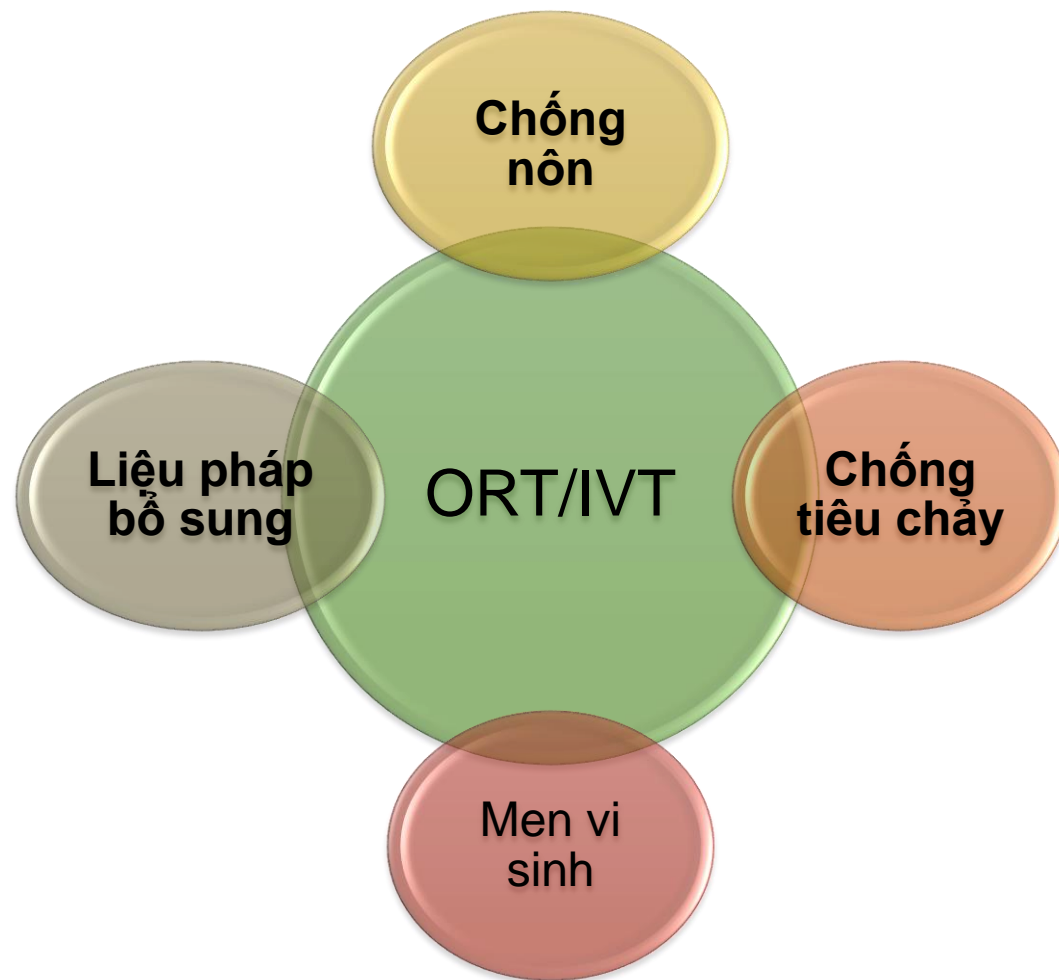 Chống
nôn
Liệu pháp
bổ sung
ORT/IVT
Chống
tiêu chảy
Men vi
sinh